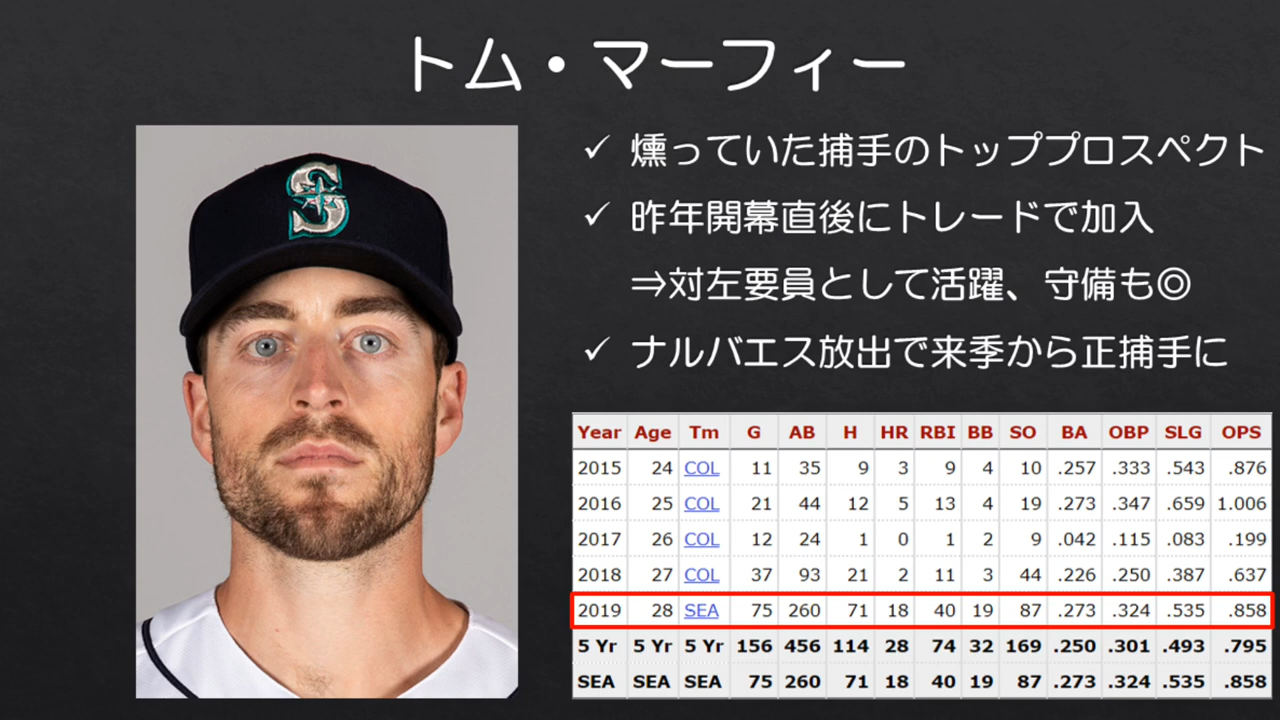 トム・マーフィー
S
✓ 燻っていた捕手のトッププロスペクト
✓ 昨年開幕直後にトレードで加入
⇒対左要員として活躍、守備も◎
✓ ナルバエス放出で来季から正捕手に
Year Age Tm G AB H HR RBI BB SO BA OBP SLG OPS
2015 24 COL 11 35 9 3 9 4 10 .257 .333 .543 .876
2016 25 COL 21 44 12 5 13 4 19 .273 .347 .659 1.006
2017 26 COL 12 24 1 0 1 2 9 .042 .115 .083 .199
2018 27 COL 37 93 21 2 11 3 44 .226 .250 .387 .637
2019 28 SEA 75 260 71 18 40 19 87 .273 .324 .535 .858
5 Yr 5 Yr 5 Yr 156 456 114 28 74 32 169 .250 .301 .493 .795
SEA SEA SEA 75 260 71 18 40 19 87 .273 .324 .535 .858